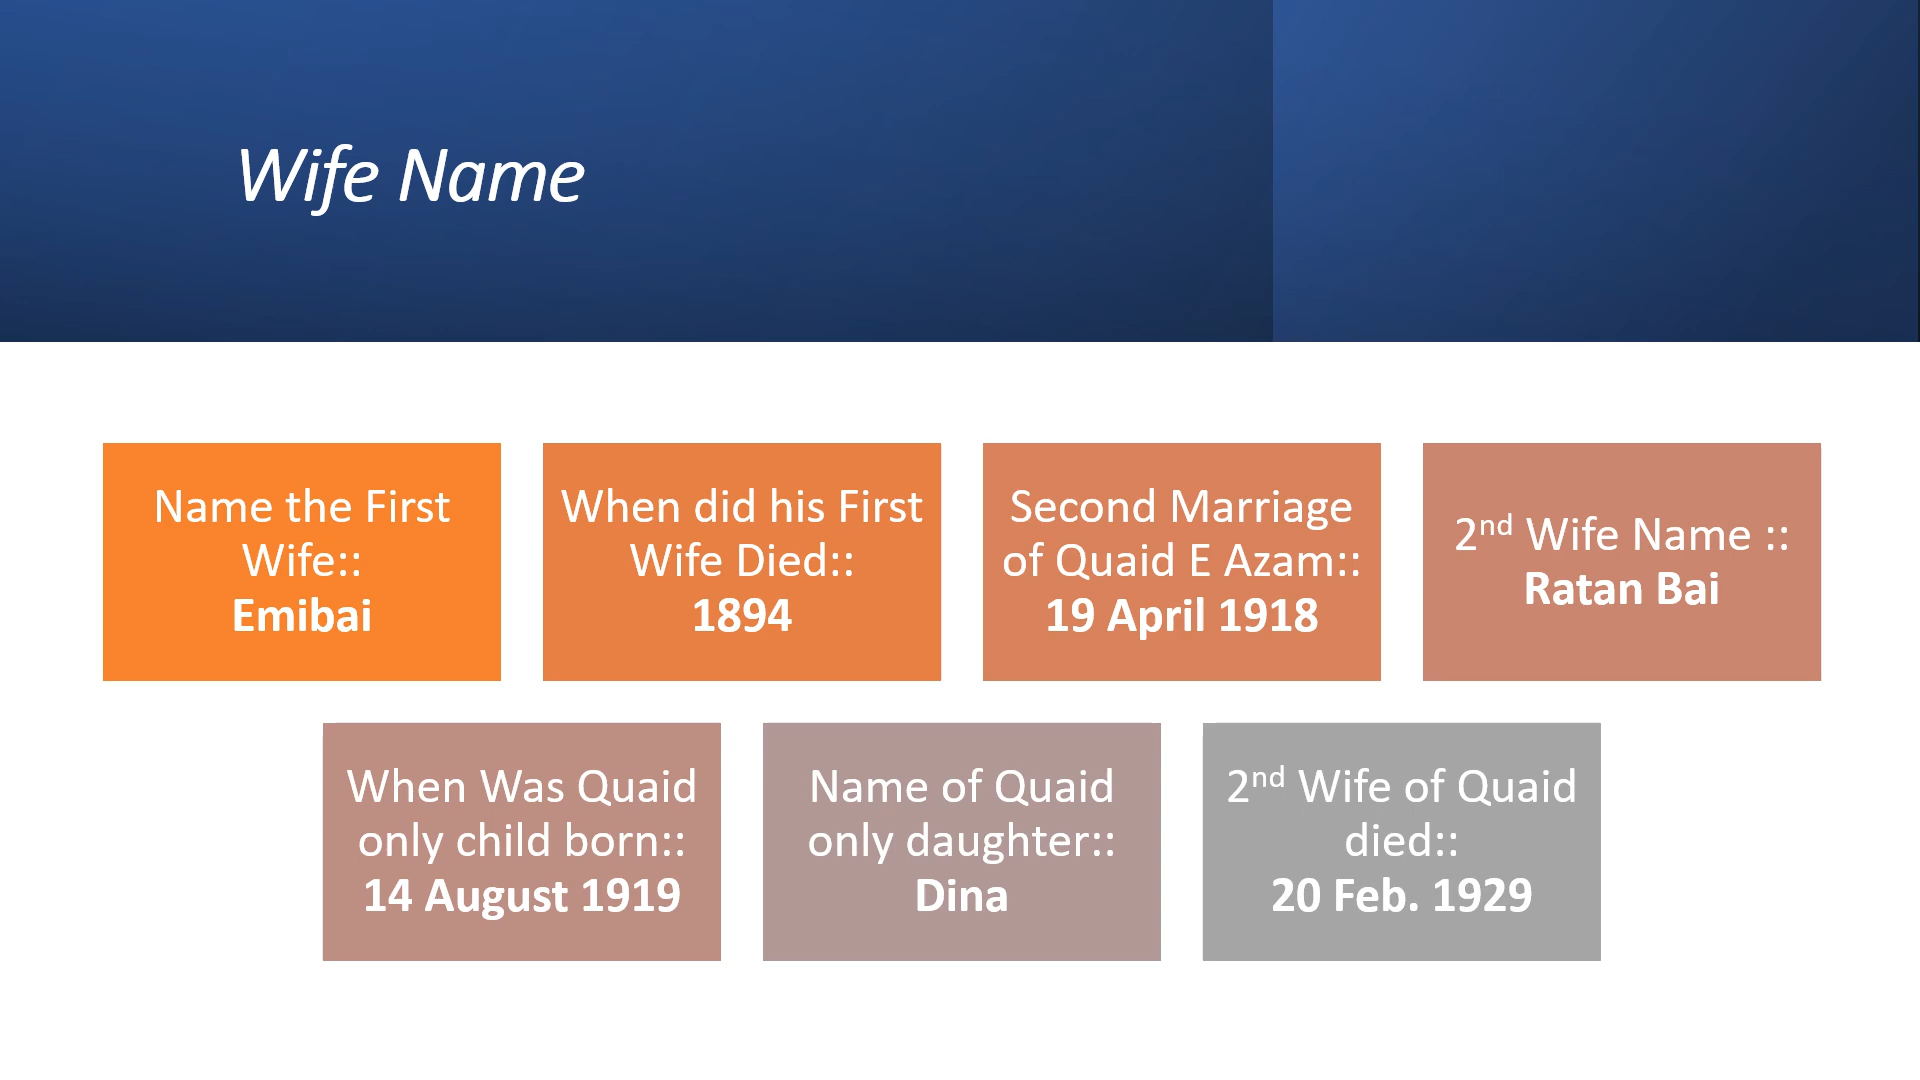 Wife Name
Name the First
Wife::
Emibai
When did his First
Wife Died::
1894
Second Marriage
of Quaid E Azam::
19 April 1918
2nd Wife Name ::
Ratan Bai
When Was Quaid
only child born::
14 August 1919
Name of Quaid
only daughter::
Dina
2nd Wife of Quaid
died::
20 Feb. 1929